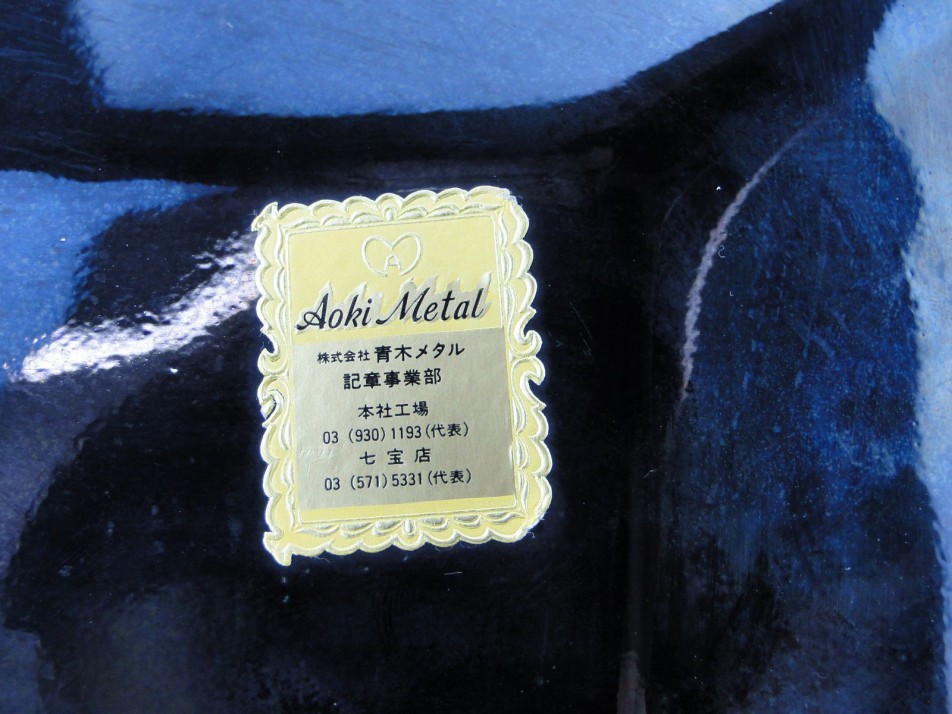 A
Aoki Metal
株式会社 青木メタル
記章事業部
本社工場
03 (930) 1193 (代表)
七宝店
03 (571) 5331 (代表)